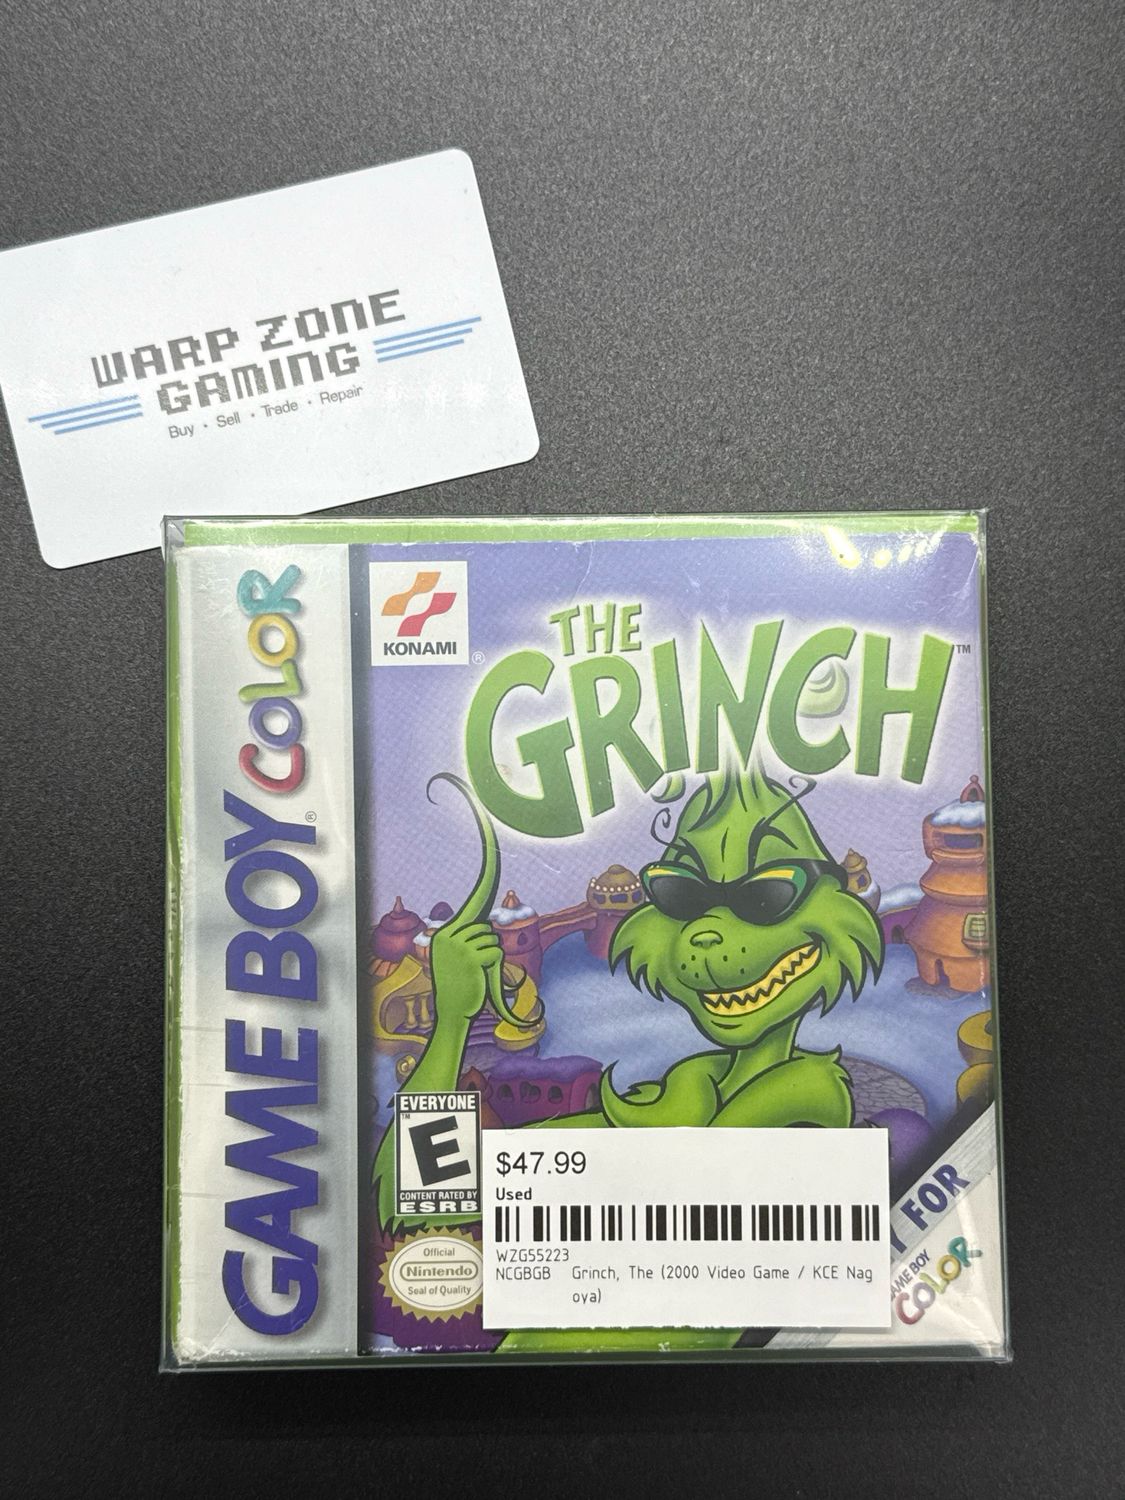 WARP ZONE
GAMING
Buy · Sell · Trade · Repair
GAME BOY COLOR®
KONAMI®
THE
GRINCH™
EVERYONE
E
™
CONTENT RATED BY
ESRB
Official
Nintendo
Seal of Quality
$47.99
Used
WZG55223
NCGBGB Grinch, The (2000 Video Game / KCE Nag
oya)
FOR
GAME BOY
COLOR